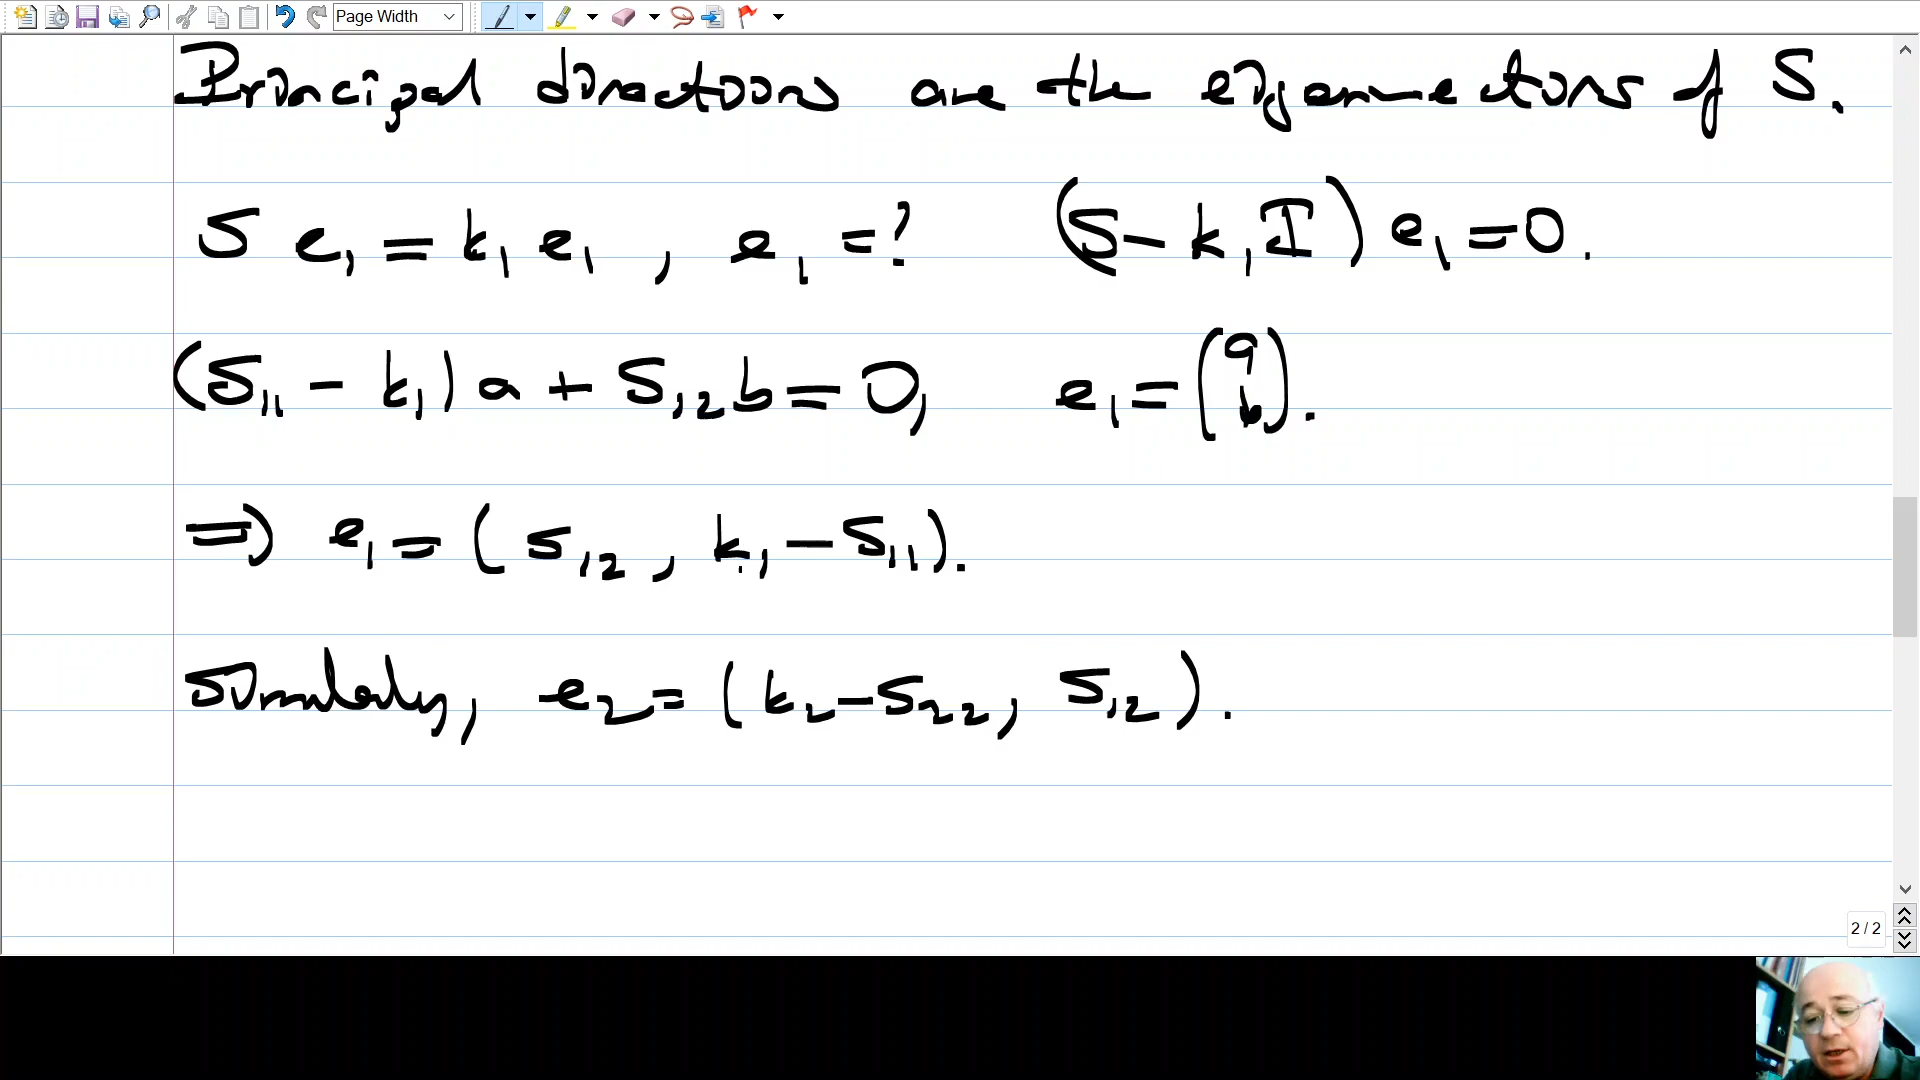 Page Width
Principal directions are the eigenvectors of S.
S e₁ = k₁ e₁ , e₁ = ? (S - k₁ I) e₁ = 0.
(S₁₁ - k₁) a + S₁₂ b = 0, e₁ = (a b).
⇒ e₁ = ( S₁₂ , k₁ - S₁₁ ).
Similarly, e₂ = ( k₂ - S₂₂ , S₁₂ ).
2 / 2